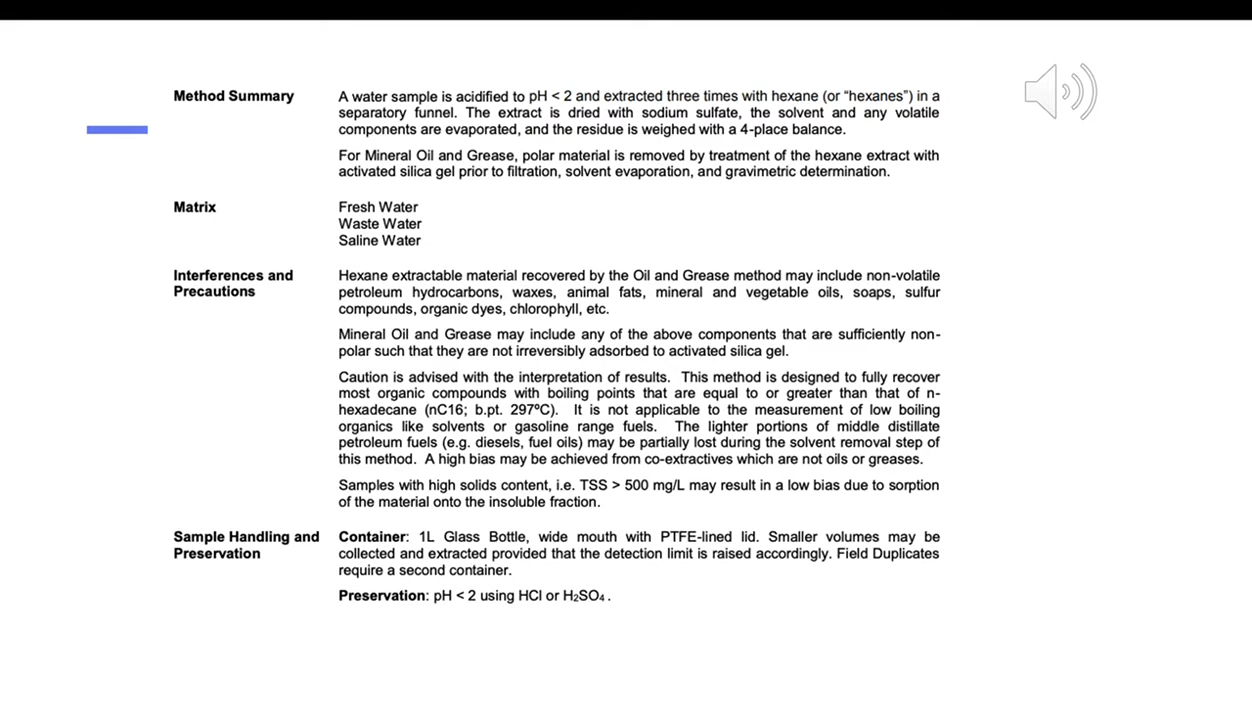 Method Summary
A water sample is acidified to pH < 2 and extracted three times with hexane (or “hexanes”) in a
separatory funnel. The extract is dried with sodium sulfate, the solvent and any volatile
components are evaporated, and the residue is weighed with a 4-place balance.
For Mineral Oil and Grease, polar material is removed by treatment of the hexane extract with
activated silica gel prior to filtration, solvent evaporation, and gravimetric determination.
Matrix
Fresh Water
Waste Water
Saline Water
Interferences and
Precautions
Hexane extractable material recovered by the Oil and Grease method may include non-volatile
petroleum hydrocarbons, waxes, animal fats, mineral and vegetable oils, soaps, sulfur
compounds, organic dyes, chlorophyll, etc.
Mineral Oil and Grease may include any of the above components that are sufficiently non-
polar such that they are not irreversibly adsorbed to activated silica gel.
Caution is advised with the interpretation of results. This method is designed to fully recover
most organic compounds with boiling points that are equal to or greater than that of n-
hexadecane (nC16; b.pt. 297ºC). It is not applicable to the measurement of low boiling
organics like solvents or gasoline range fuels. The lighter portions of middle distillate
petroleum fuels (e.g. diesels, fuel oils) may be partially lost during the solvent removal step of
this method. A high bias may be achieved from co-extractives which are not oils or greases.
Samples with high solids content, i.e. TSS > 500 mg/L may result in a low bias due to sorption
of the material onto the insoluble fraction.
Sample Handling and
Preservation
Container: 1L Glass Bottle, wide mouth with PTFE-lined lid. Smaller volumes may be
collected and extracted provided that the detection limit is raised accordingly. Field Duplicates
require a second container.
Preservation: pH < 2 using HCl or H₂SO₄ .